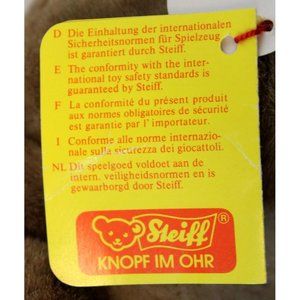 D Die Einhaltung der internationalen
Sicherheitsnormen für Spielzeug
ist garantiert durch Steiff.
E The conformity with the inter-
national toy safety standards is
guaranteed by Steiff.
F La conformité du présent produit
aux normes obligatoires de sécurité
est garantie par l'importateur.
I Conforme alle norme internazio-
nale sulla sicurezza dei giocattoli.
NL Dit speelgoed voldoet aan de
intern. veiligheidsnormen en is
gewaarborgd door Steiff.
Steiff ®
KNOPF IM OHR